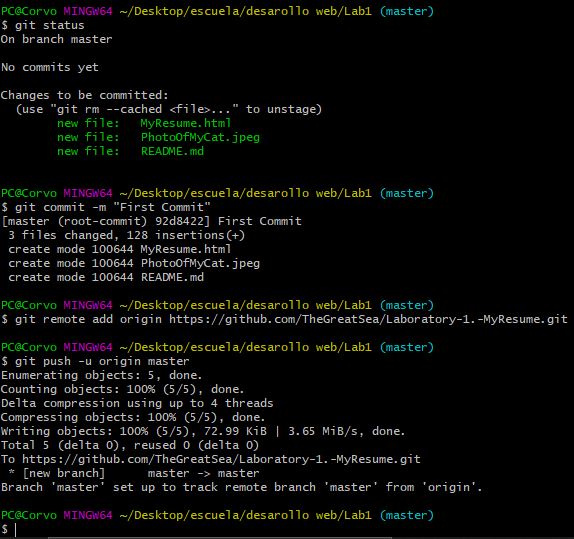 PC@Corvo MINGW64 ~/Desktop/escuela/desarollo web/Lab1 (master)
$ git status
On branch master
No commits yet
Changes to be committed:
  (use "git rm --cached <file>..." to unstage)
        new file:   MyResume.html
        new file:   PhotoOfMyCat.jpeg
        new file:   README.md
PC@Corvo MINGW64 ~/Desktop/escuela/desarollo web/Lab1 (master)
$ git commit -m "First Commit"
[master (root-commit) 92d8422] First Commit
 3 files changed, 128 insertions(+)
 create mode 100644 MyResume.html
 create mode 100644 PhotoOfMyCat.jpeg
 create mode 100644 README.md
PC@Corvo MINGW64 ~/Desktop/escuela/desarollo web/Lab1 (master)
$ git remote add origin https://github.com/TheGreatSea/Laboratory-1.-MyResume.git
PC@Corvo MINGW64 ~/Desktop/escuela/desarollo web/Lab1 (master)
$ git push -u origin master
Enumerating objects: 5, done.
Counting objects: 100% (5/5), done.
Delta compression using up to 4 threads
Compressing objects: 100% (5/5), done.
Writing objects: 100% (5/5), 72.99 KiB | 3.65 MiB/s, done.
Total 5 (delta 0), reused 0 (delta 0)
To https://github.com/TheGreatSea/Laboratory-1.-MyResume.git
 * [new branch]      master -> master
Branch 'master' set up to track remote branch 'master' from 'origin'.
PC@Corvo MINGW64 ~/Desktop/escuela/desarollo web/Lab1 (master)
$